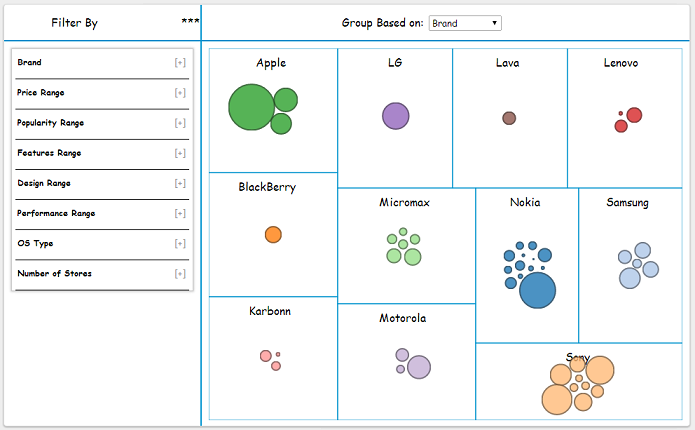 Filter By
***
Group Based on:
Brand
Brand [+]
Price Range [+]
Popularity Range [+]
Features Range [+]
Design Range [+]
Performance Range [+]
OS Type [+]
Number of Stores [+]
Apple
LG
Lava
Lenovo
BlackBerry
Micromax
Nokia
Samsung
Karbonn
Motorola
Sony